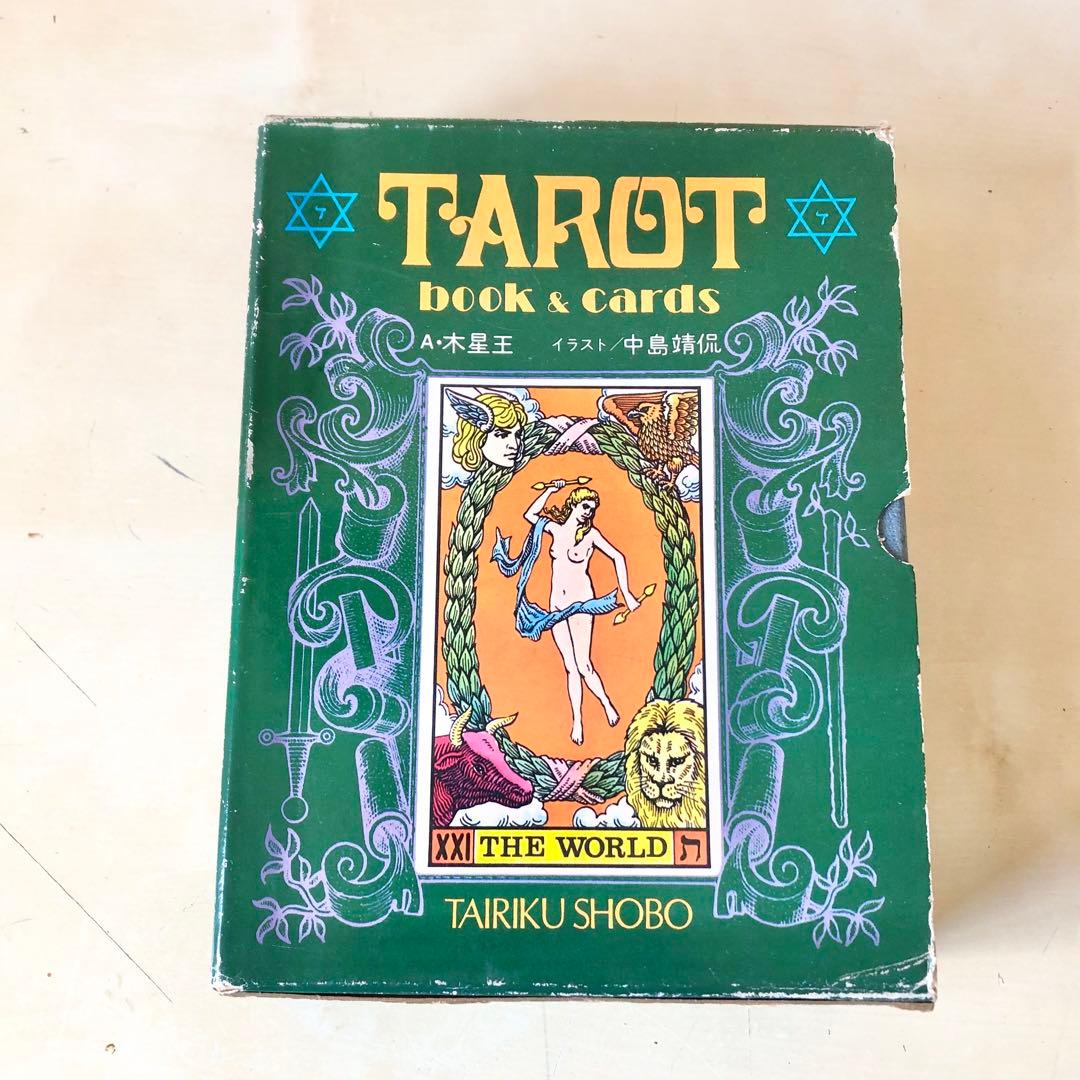 TAROT
book & cards
A・木星王 イラスト/中島靖侃
XXI THE WORLD ת
TAIRIKU SHOBO